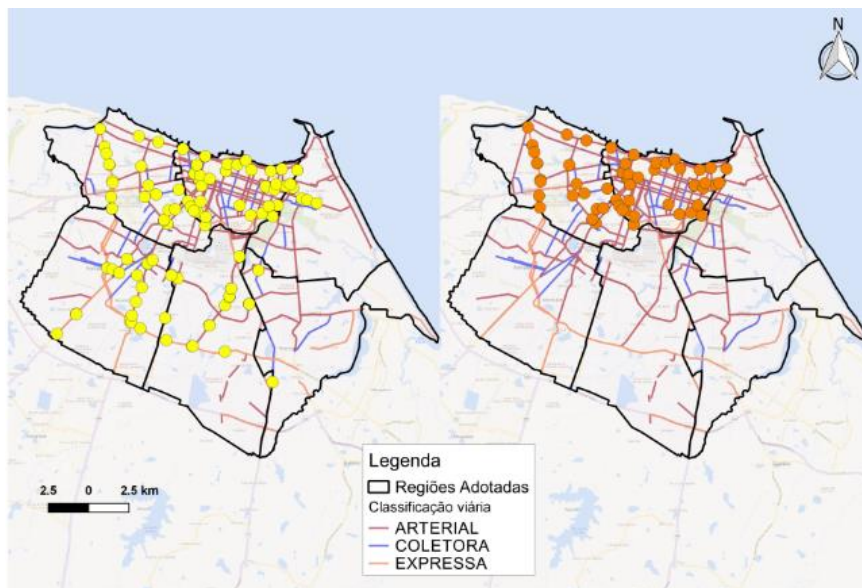 N
2.5 0 2.5 km
Legenda
Regiões Adotadas
Classificação viária
ARTERIAL
COLETORA
EXPRESSA